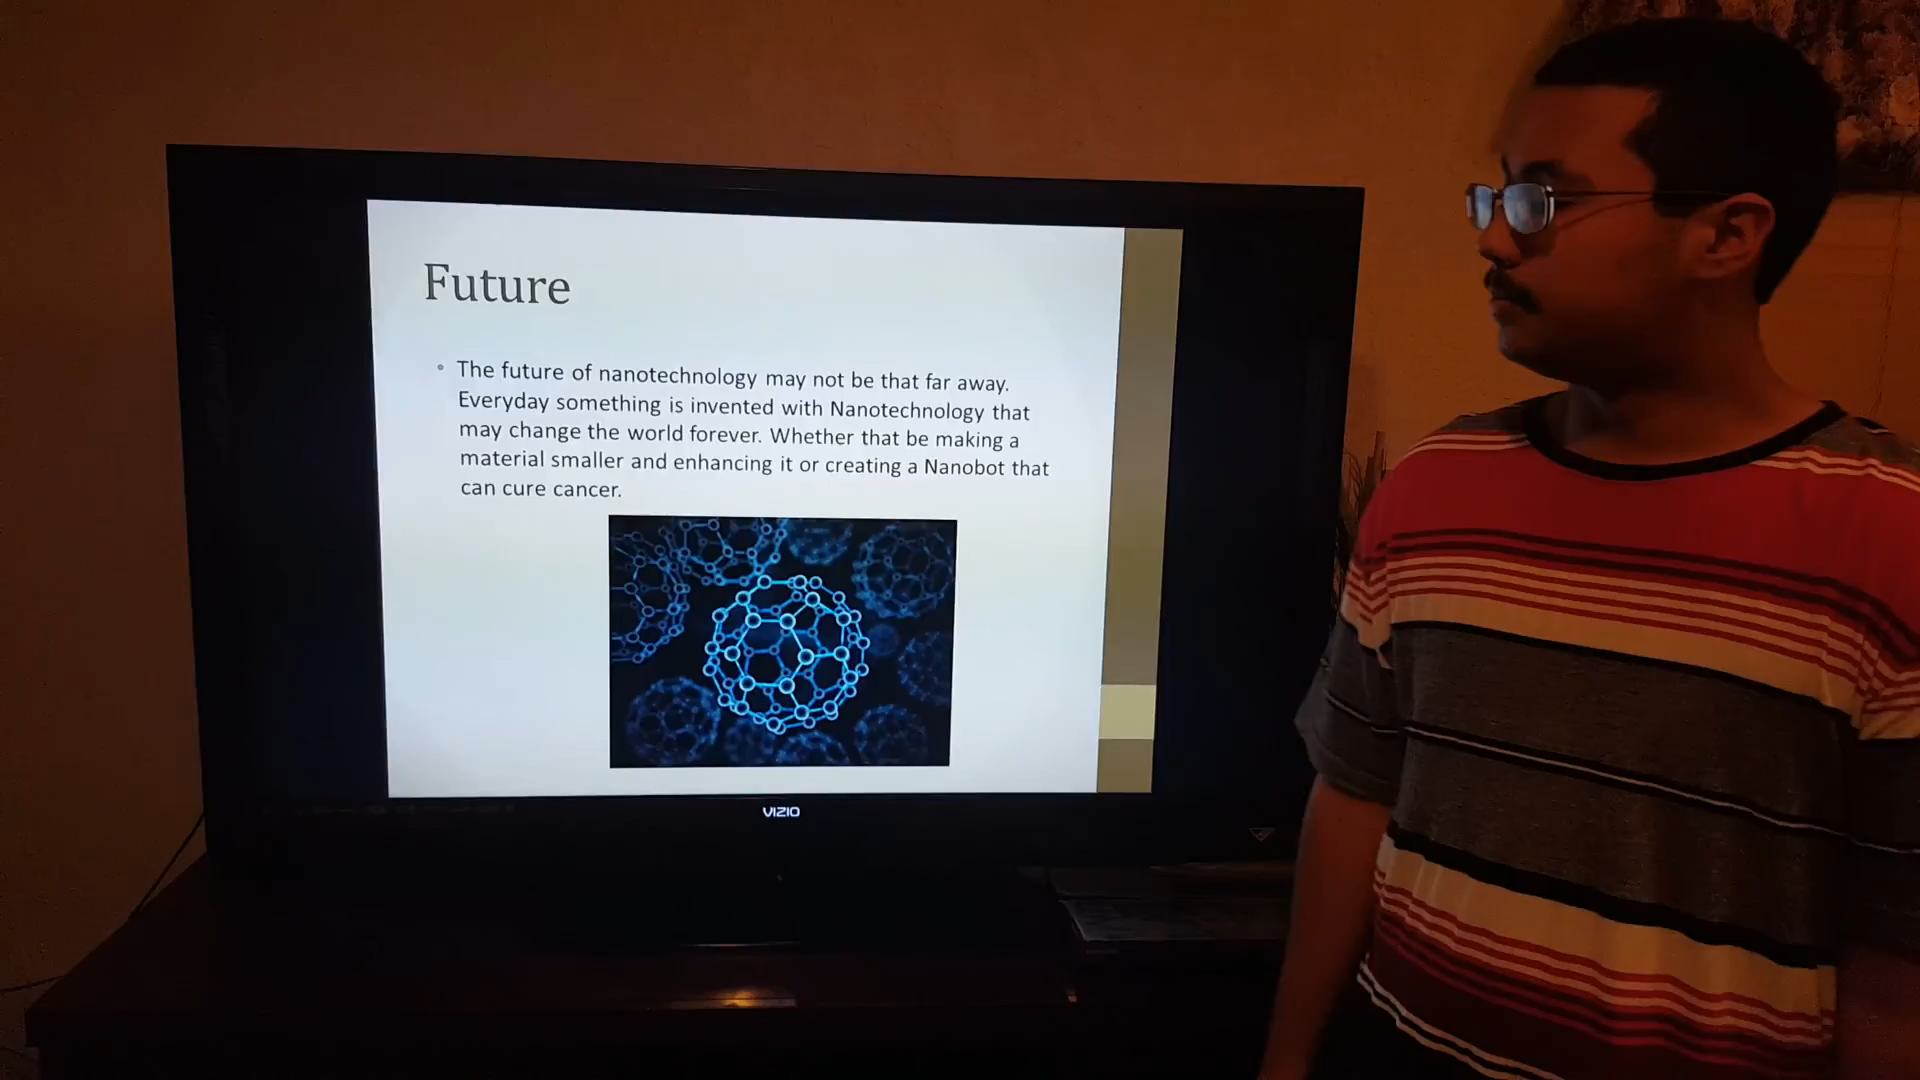 Future
The future of nanotechnology may not be that far away.
Everyday something is invented with Nanotechnology that
may change the world forever. Whether that be making a
material smaller and enhancing it or creating a Nanobot that
can cure cancer.
VIZIO